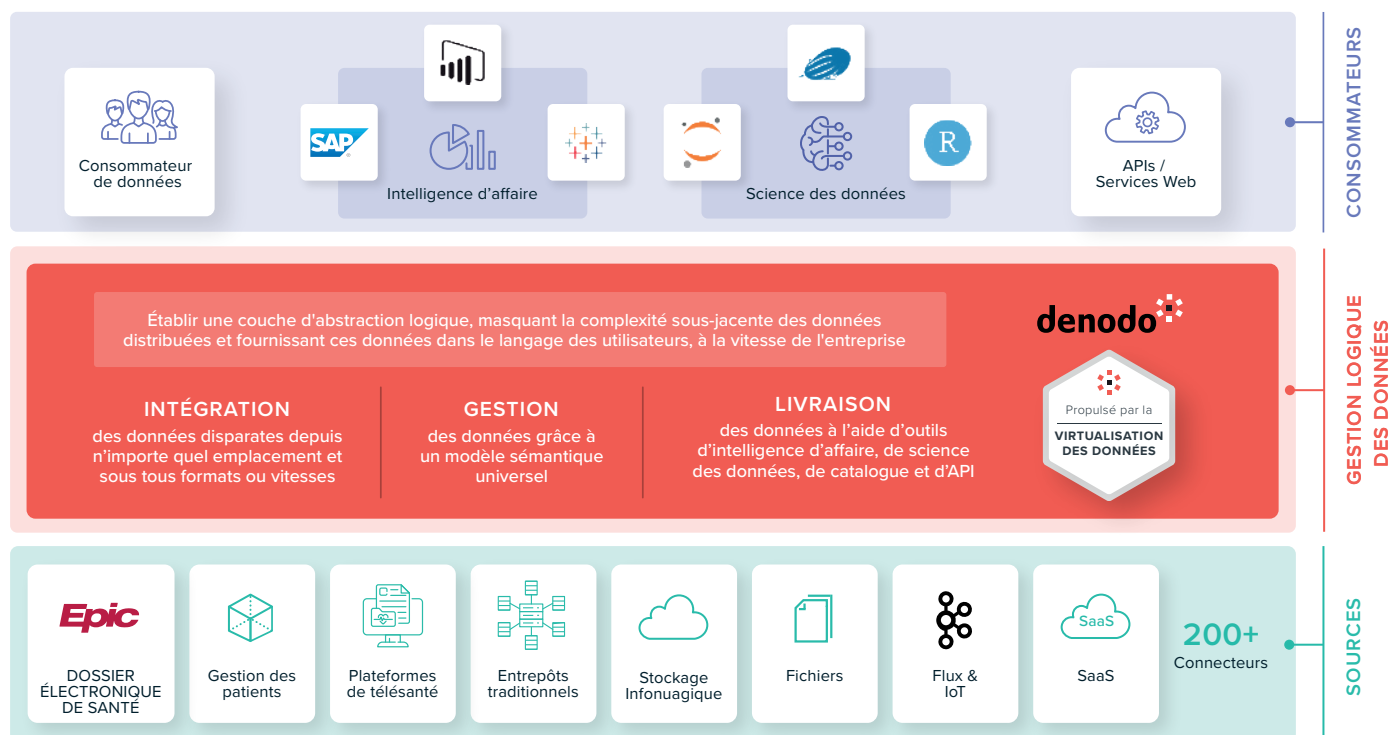 Consommateur
de données
SAP
Intelligence d'affaire
Science des données
R
APIs /
Services Web
CONSOMMATEURS
Établir une couche d'abstraction logique, masquant la complexité sous-jacente des données
distribuées et fournissant ces données dans le langage des utilisateurs, à la vitesse de l'entreprise
denodo
INTÉGRATION
des données disparates depuis
n'importe quel emplacement et
sous tous formats ou vitesses
GESTION
des données grâce à
un modèle sémantique
universel
LIVRAISON
des données à l'aide d'outils
d'intelligence d'affaire, de science
des données, de catalogue et d'API
Propulsé par la
VIRTUALISATION
DES DONNÉES
GESTION LOGIQUE
DES DONNÉES
Epic
DOSSIER
ÉLECTRONIQUE
DE SANTÉ
Gestion des
patients
Plateformes
de télésanté
Entrepôts
traditionnels
Stockage
Infonuagique
Fichiers
Flux &
IoT
SaaS
SaaS
200+
Connecteurs
SOURCES